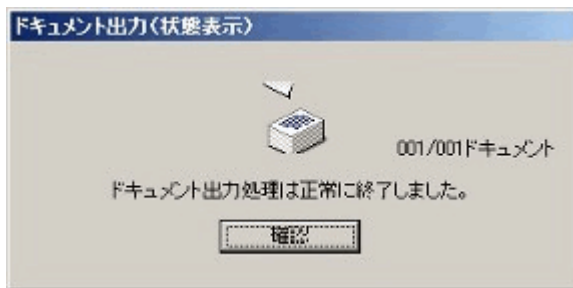 ドキュメント出力(状態表示)
001/001ドキュメント
ドキュメント出力処理は正常に終了しました。
確認